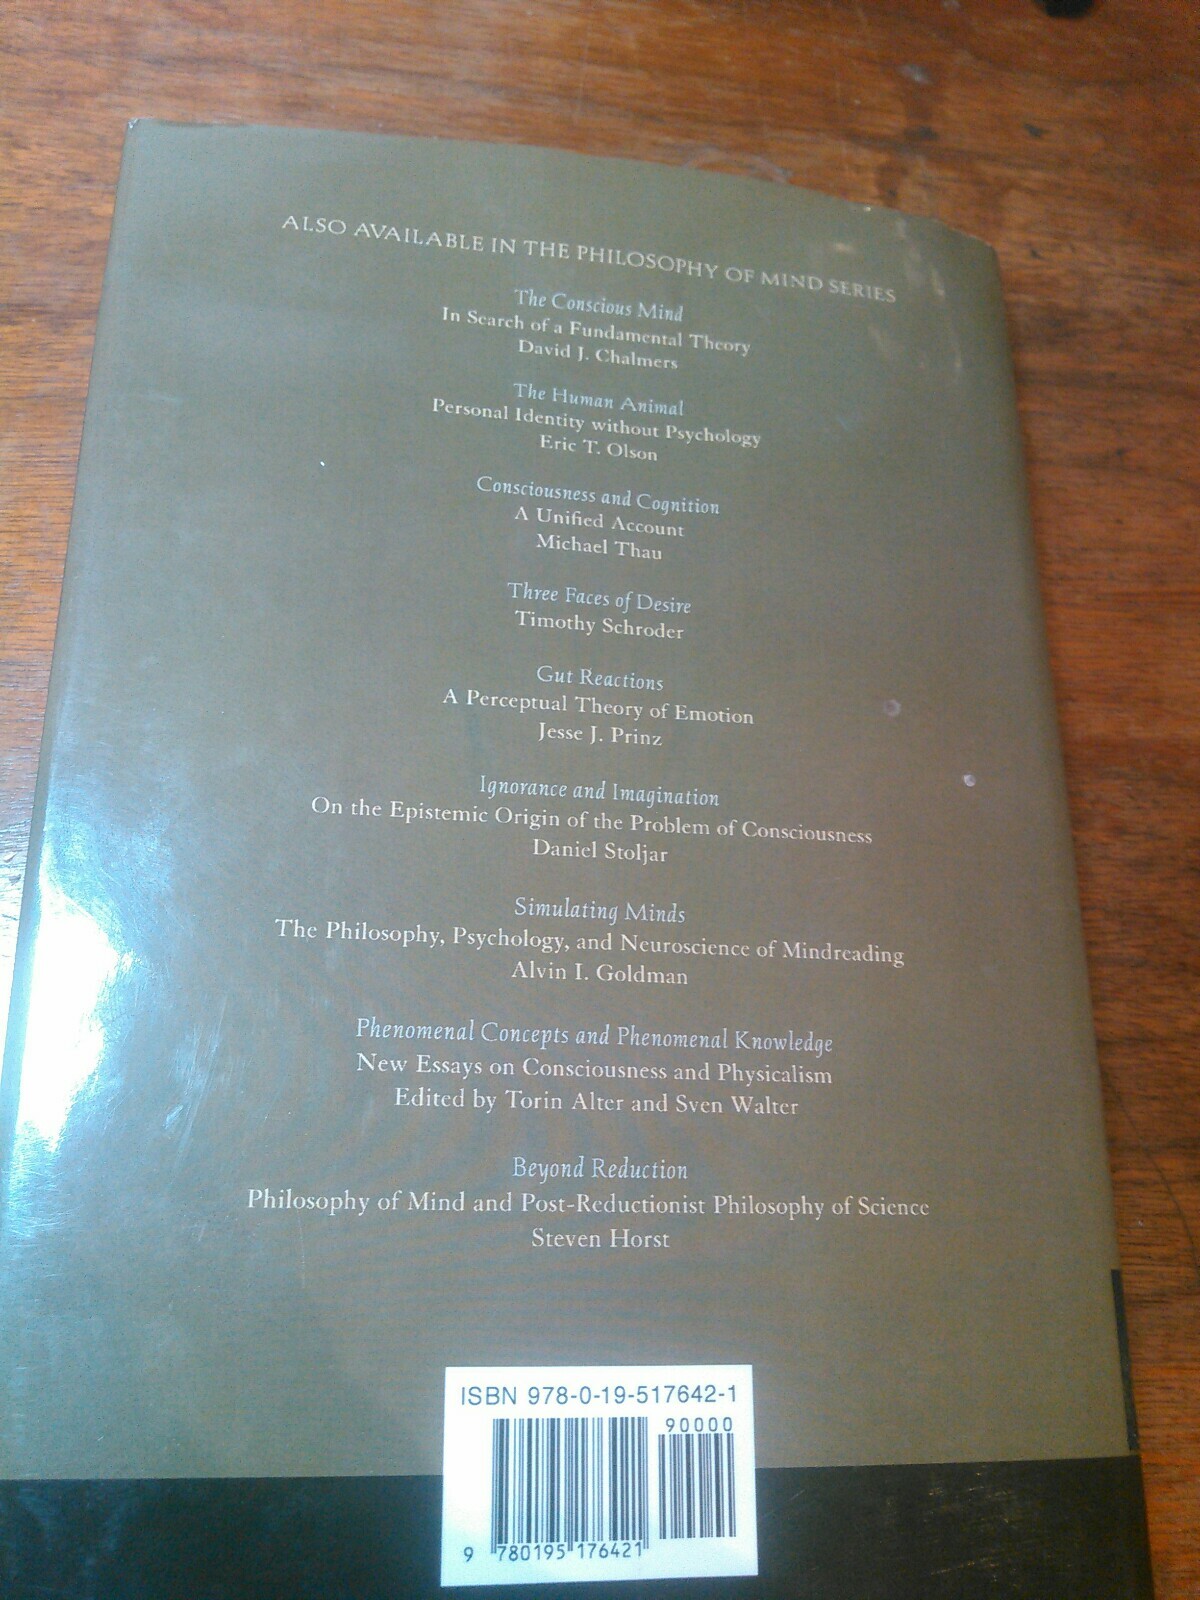 ALSO AVAILABLE IN THE PHILOSOPHY OF MIND SERIES
The Conscious Mind
In Search of a Fundamental Theory
David J. Chalmers
The Human Animal
Personal Identity without Psychology
Eric T. Olson
Consciousness and Cognition
A Unified Account
Michael Thau
Three Faces of Desire
Timothy Schroder
Gut Reactions
A Perceptual Theory of Emotion
Jesse J. Prinz
Ignorance and Imagination
On the Epistemic Origin of the Problem of Consciousness
Daniel Stoljar
Simulating Minds
The Philosophy, Psychology, and Neuroscience of Mindreading
Alvin I. Goldman
Phenomenal Concepts and Phenomenal Knowledge
New Essays on Consciousness and Physicalism
Edited by Torin Alter and Sven Walter
Beyond Reduction
Philosophy of Mind and Post-Reductionist Philosophy of Science
Steven Horst
ISBN 978-0-19-517642-1
90000
9 780195 176421